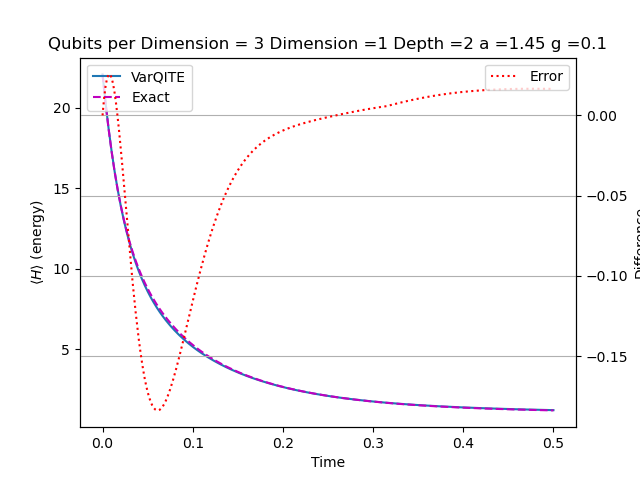 Qubits per Dimension = 3 Dimension =1 Depth =2 a =1.45 g =0.1
VarQITE
Exact
Error
20
15
10
5
⟨H⟩ (energy)
0.00
−0.05
−0.10
−0.15
Difference
0.0 0.1 0.2 0.3 0.4 0.5
Time